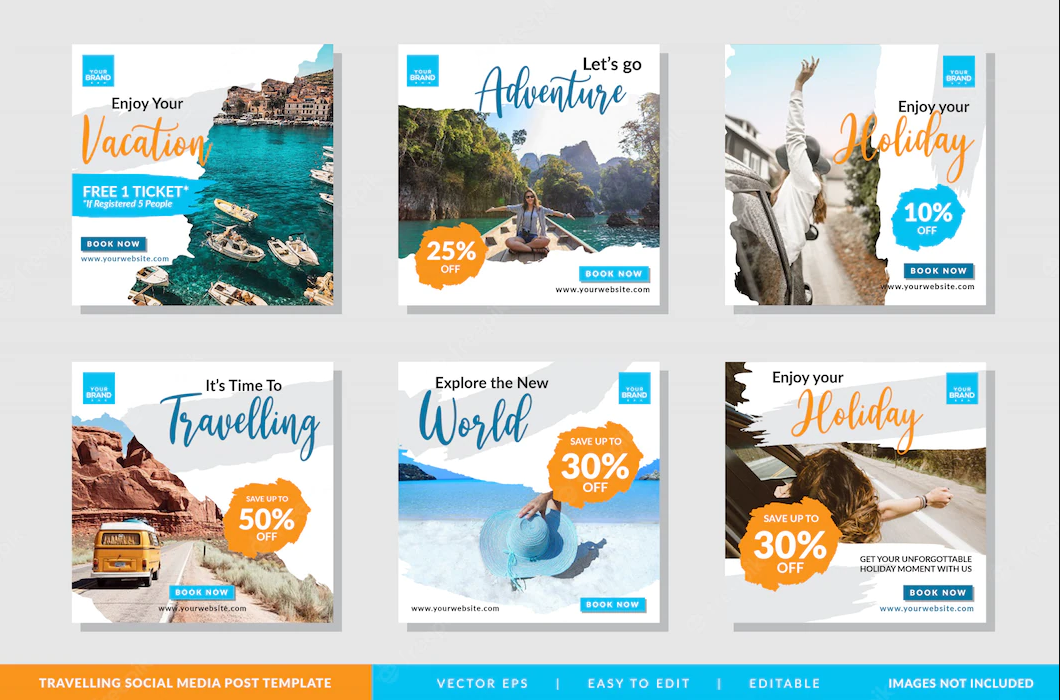 YOUR
BRAND
Enjoy Your
Vacation
FREE 1 TICKET*
*If Registered 5 People
BOOK NOW
www.yourwebsite.com
YOUR
BRAND
Let's go
Adventure
25%
OFF
BOOK NOW
www.yourwebsite.com
YOUR
BRAND
Enjoy your
Holiday
10%
OFF
BOOK NOW
www.yourwebsite.com
YOUR
BRAND
It's Time To
Travelling
SAVE UP TO
50%
OFF
BOOK NOW
www.yourwebsite.com
Explore the New
World
YOUR
BRAND
SAVE UP TO
30%
OFF
www.yourwebsite.com
BOOK NOW
Enjoy your
Holiday
YOUR
BRAND
SAVE UP TO
30%
OFF
GET YOUR UNFORGOTTABLE
HOLIDAY MOMENT WITH US
BOOK NOW
www.yourwebsite.com
TRAVELLING SOCIAL MEDIA POST TEMPLATE
VECTOR EPS | EASY TO EDIT | EDITABLE
IMAGES NOT INCLUDED